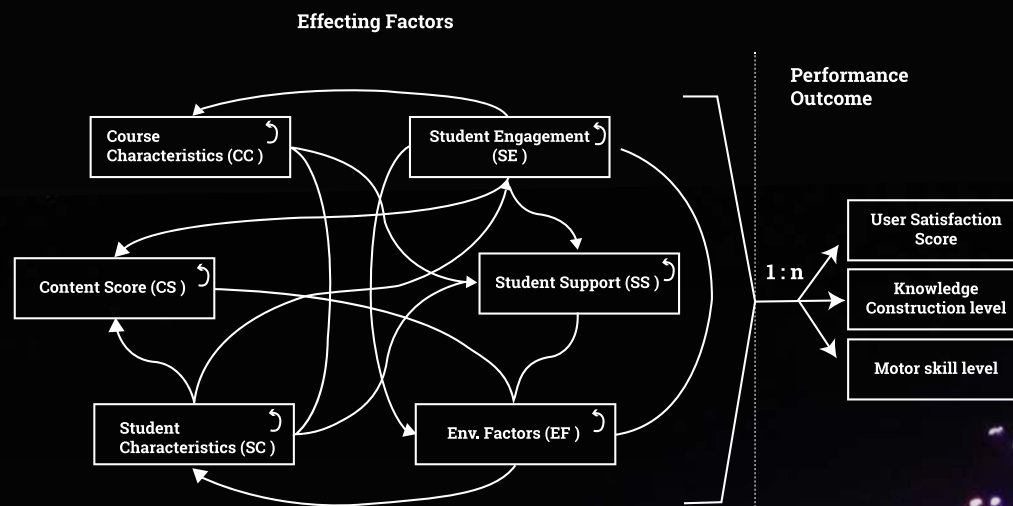 Effecting Factors
Performance
Outcome
Course
Characteristics (CC )
Student Engagement
(SE )
User Satisfaction
Score
1:n
Content Score (CS )
Student Support (SS )
Knowledge
Construction level
Motor skill level
Student
Characteristics (SC )
Env. Factors (EF )